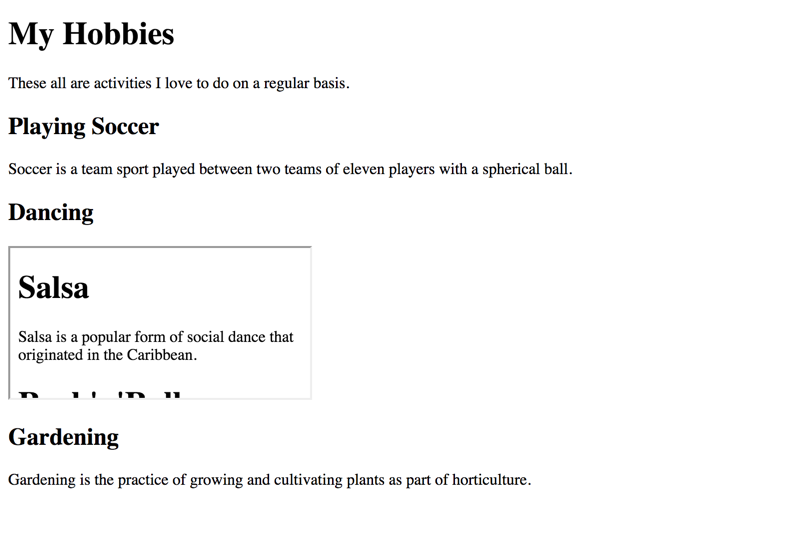 My Hobbies
These all are activities I love to do on a regular basis.
Playing Soccer
Soccer is a team sport played between two teams of eleven players with a spherical ball.
Dancing
Salsa
Salsa is a popular form of social dance that
originated in the Caribbean.
Gardening
Gardening is the practice of growing and cultivating plants as part of horticulture.